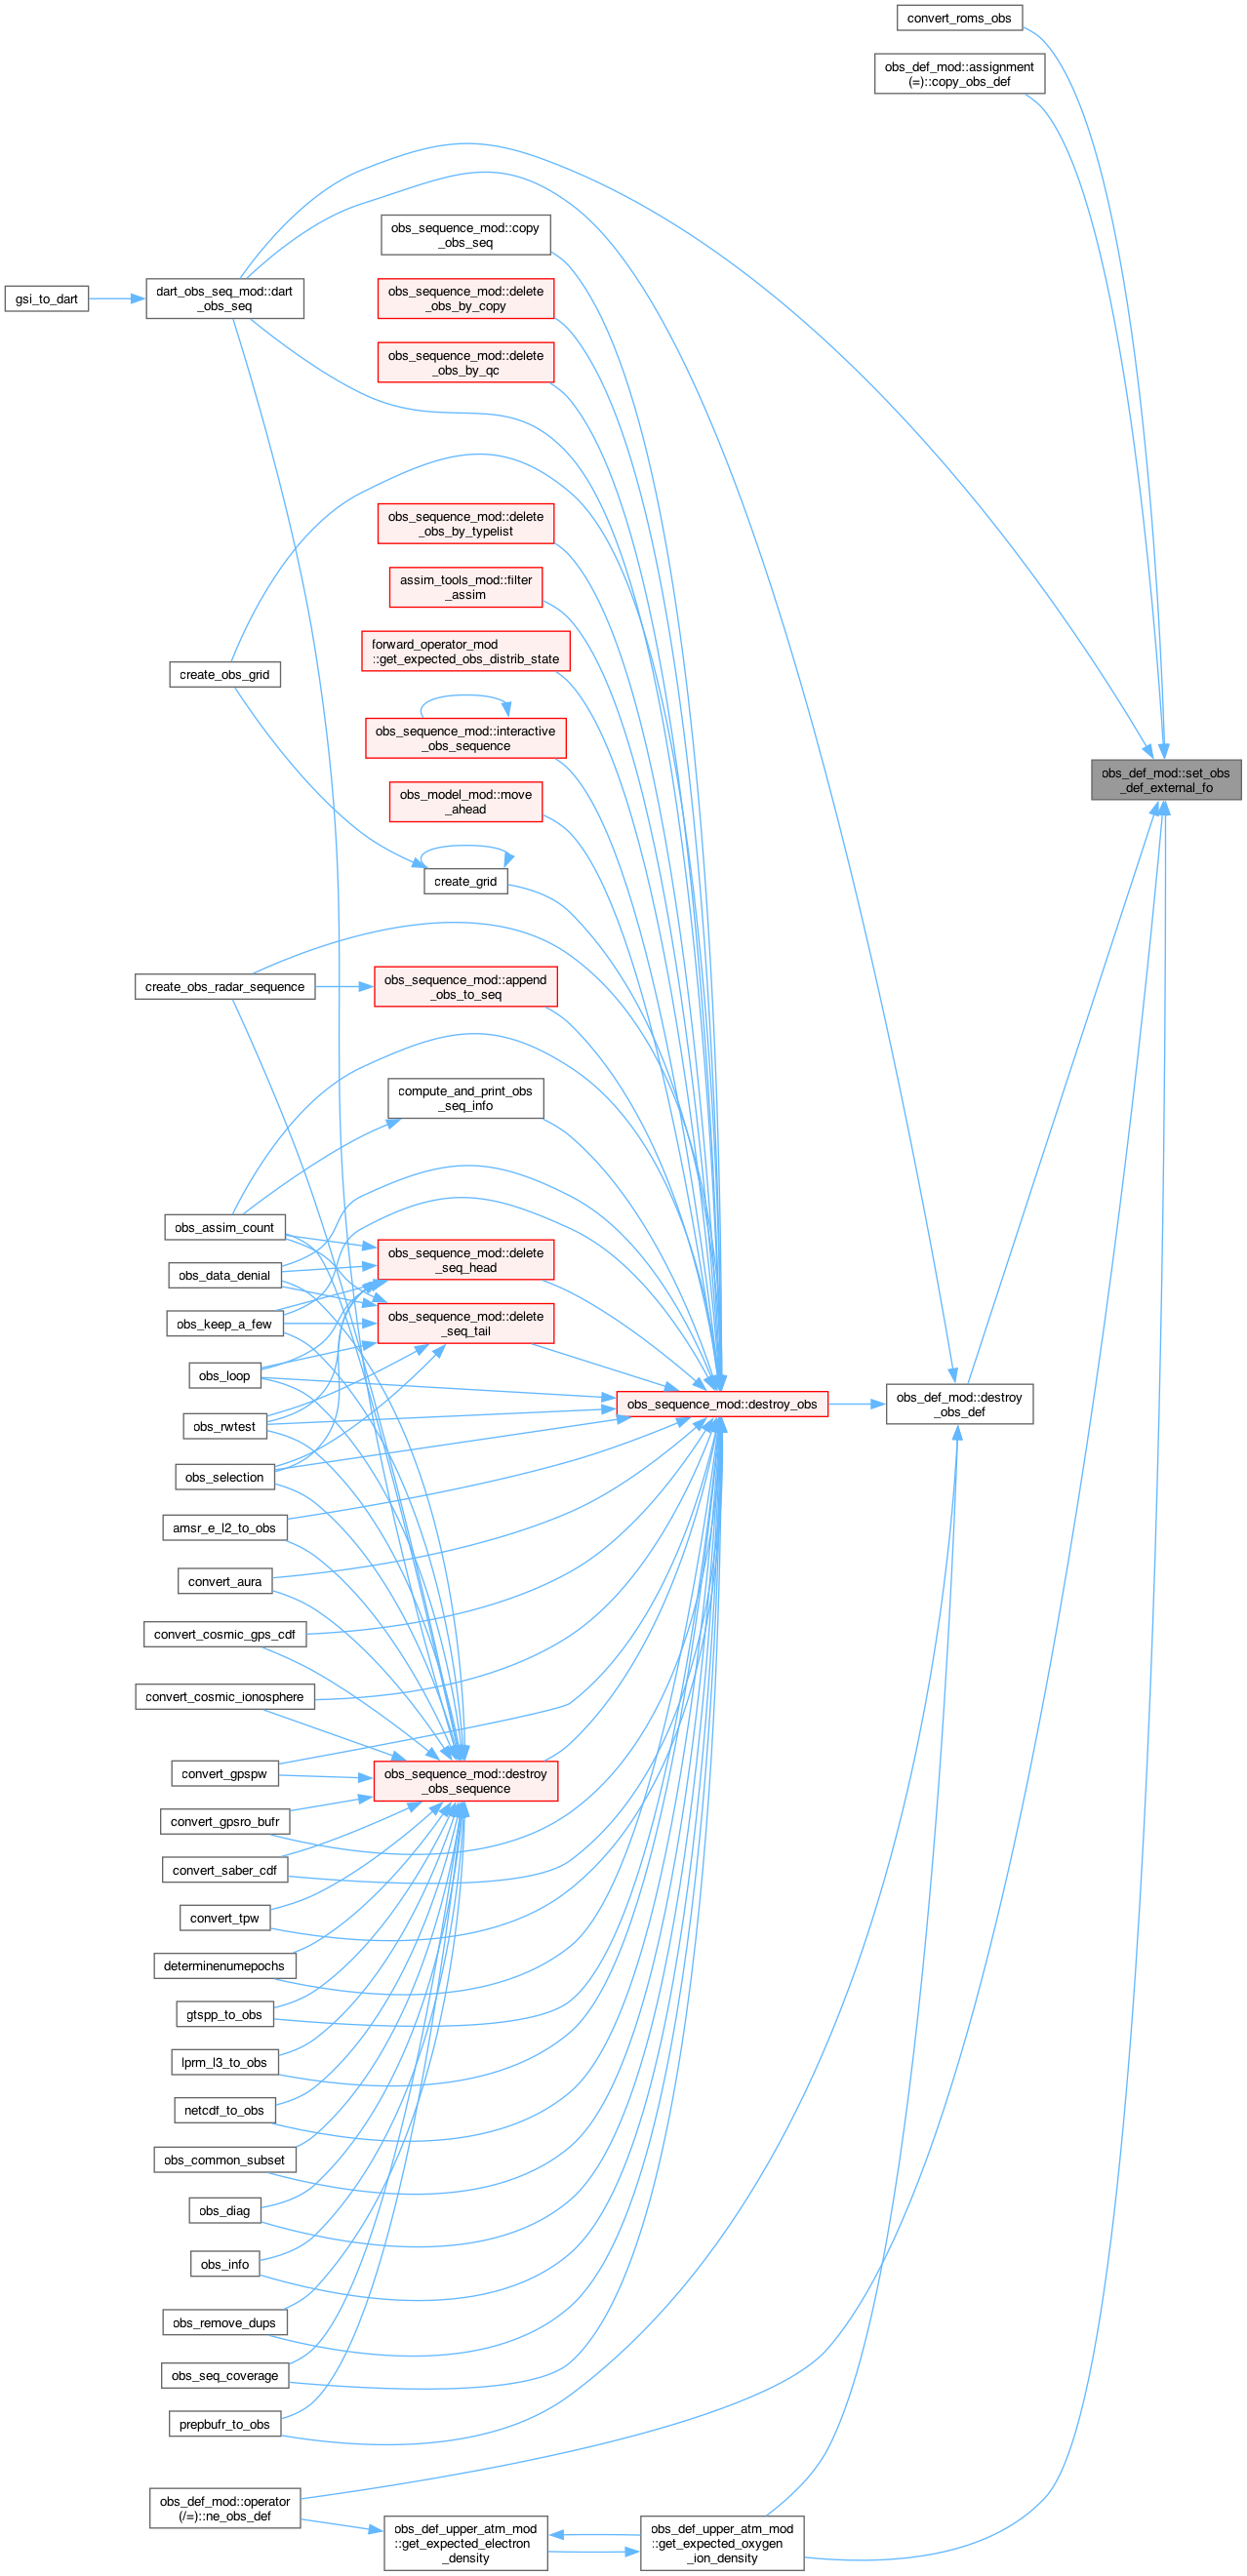 convert_roms_obs
obs_def_mod::assignment
(=)::copy_obs_def
obs_sequence_mod::copy
_obs_seq
gsi_to_dart
dart_obs_seq_mod::dart
_obs_seq
obs_sequence_mod::delete
_obs_by_copy
obs_sequence_mod::delete
_obs_by_qc
obs_sequence_mod::delete
_obs_by_typelist
assim_tools_mod::filter
_assim
forward_operator_mod
::get_expected_obs_distrib_state
create_obs_grid
obs_sequence_mod::interactive
_obs_sequence
obs_def_mod::set_obs
_def_external_fo
obs_model_mod::move
_ahead
create_grid
create_obs_radar_sequence
obs_sequence_mod::append
_obs_to_seq
compute_and_print_obs
_seq_info
obs_assim_count
obs_sequence_mod::delete
_seq_head
obs_data_denial
obs_keep_a_few
obs_sequence_mod::delete
_seq_tail
obs_loop
obs_sequence_mod::destroy_obs
obs_def_mod::destroy
_obs_def
obs_rwtest
obs_selection
amsr_e_l2_to_obs
convert_aura
convert_cosmic_gps_cdf
convert_cosmic_ionosphere
convert_gpspw
obs_sequence_mod::destroy
_obs_sequence
convert_gpsro_bufr
convert_saber_cdf
convert_tpw
determinenumepochs
gtspp_to_obs
lprm_l3_to_obs
netcdf_to_obs
obs_common_subset
obs_diag
obs_info
obs_remove_dups
obs_seq_coverage
prepbufr_to_obs
obs_def_mod::operator
(/=)::ne_obs_def
obs_def_upper_atm_mod
::get_expected_electron
_density
obs_def_upper_atm_mod
::get_expected_oxygen
_ion_density